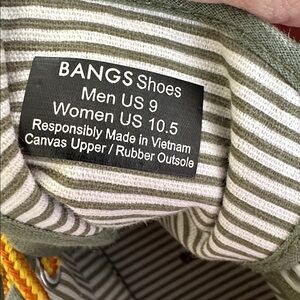 BANGS Shoes
Men US 9
Women US 10.5
Responsibly Made in Vietnam
Canvas Upper / Rubber Outsole